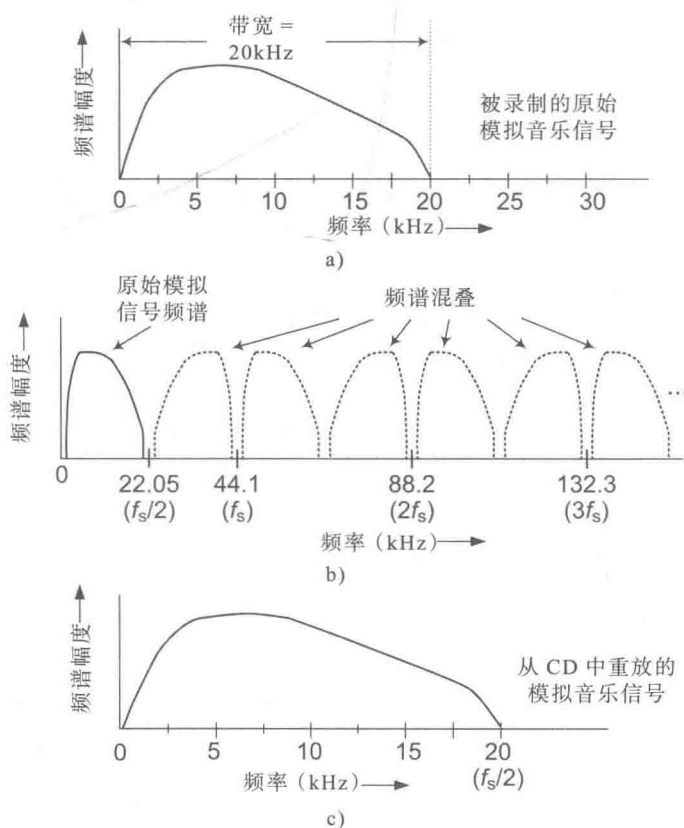 带宽 =
20kHz
频谱幅度
被录制的原始
模拟音乐信号
0 5 10 15 20 25 30
频率（kHz）
a)
原始模拟
信号频谱
频谱混叠
频谱幅度
...
0
22.05 44.1 88.2 132.3
(fs/2) (fs) (2fs) (3fs)
频率（kHz）
b)
频谱幅度
从 CD 中重放的
模拟音乐信号
0 5 10 15 20
频率（kHz） (fs/2)
c)